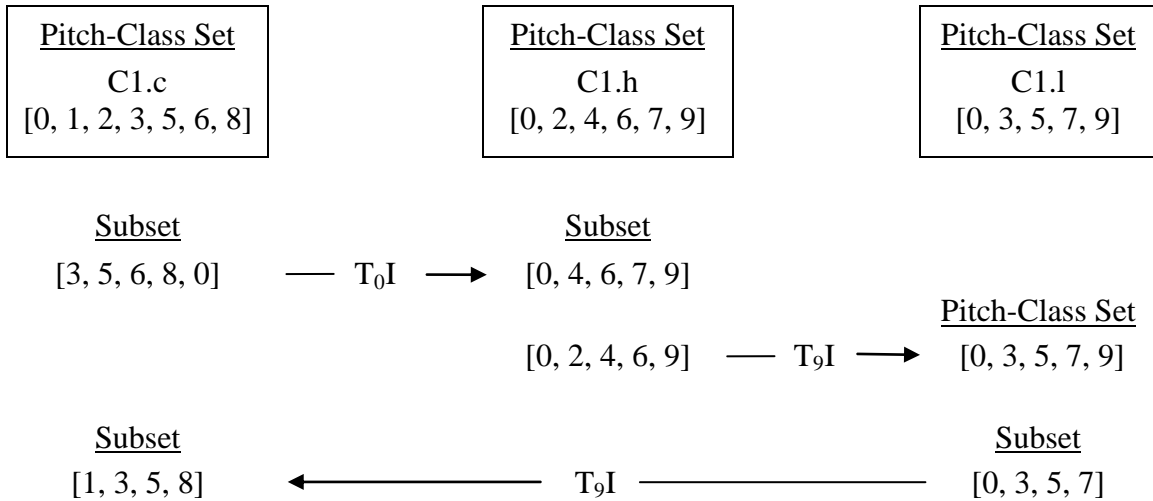 Pitch-Class Set Pitch-Class Set Pitch-Class Set
C1.c C1.h C1.l
[0, 1, 2, 3, 5, 6, 8] [0, 2, 4, 6, 7, 9] [0, 3, 5, 7, 9]
Subset Subset
[3, 5, 6, 8, 0] T₀I [0, 4, 6, 7, 9]
Pitch-Class Set
[0, 2, 4, 6, 9] T₉I [0, 3, 5, 7, 9]
Subset Subset
[1, 3, 5, 8] T₉I [0, 3, 5, 7]